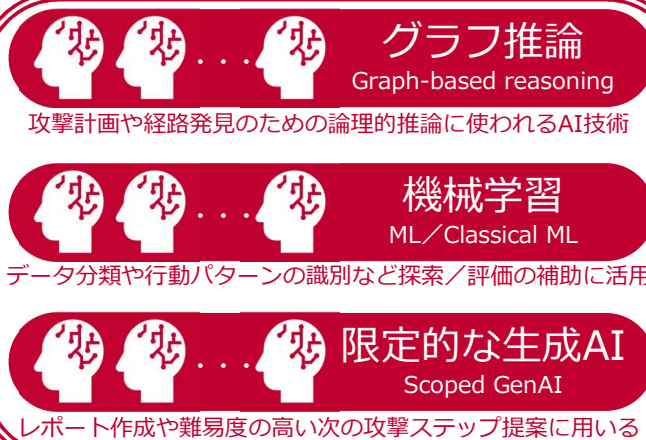 グラフ推論
Graph-based reasoning
攻撃計画や経路発見のための論理的推論に使われるAI技術
機械学習
ML／Classical ML
データ分類や行動パターンの識別など探索／評価の補助に活用
限定的な生成AI
Scoped GenAI
レポート作成や難易度の高い次の攻撃ステップ提案に用いる